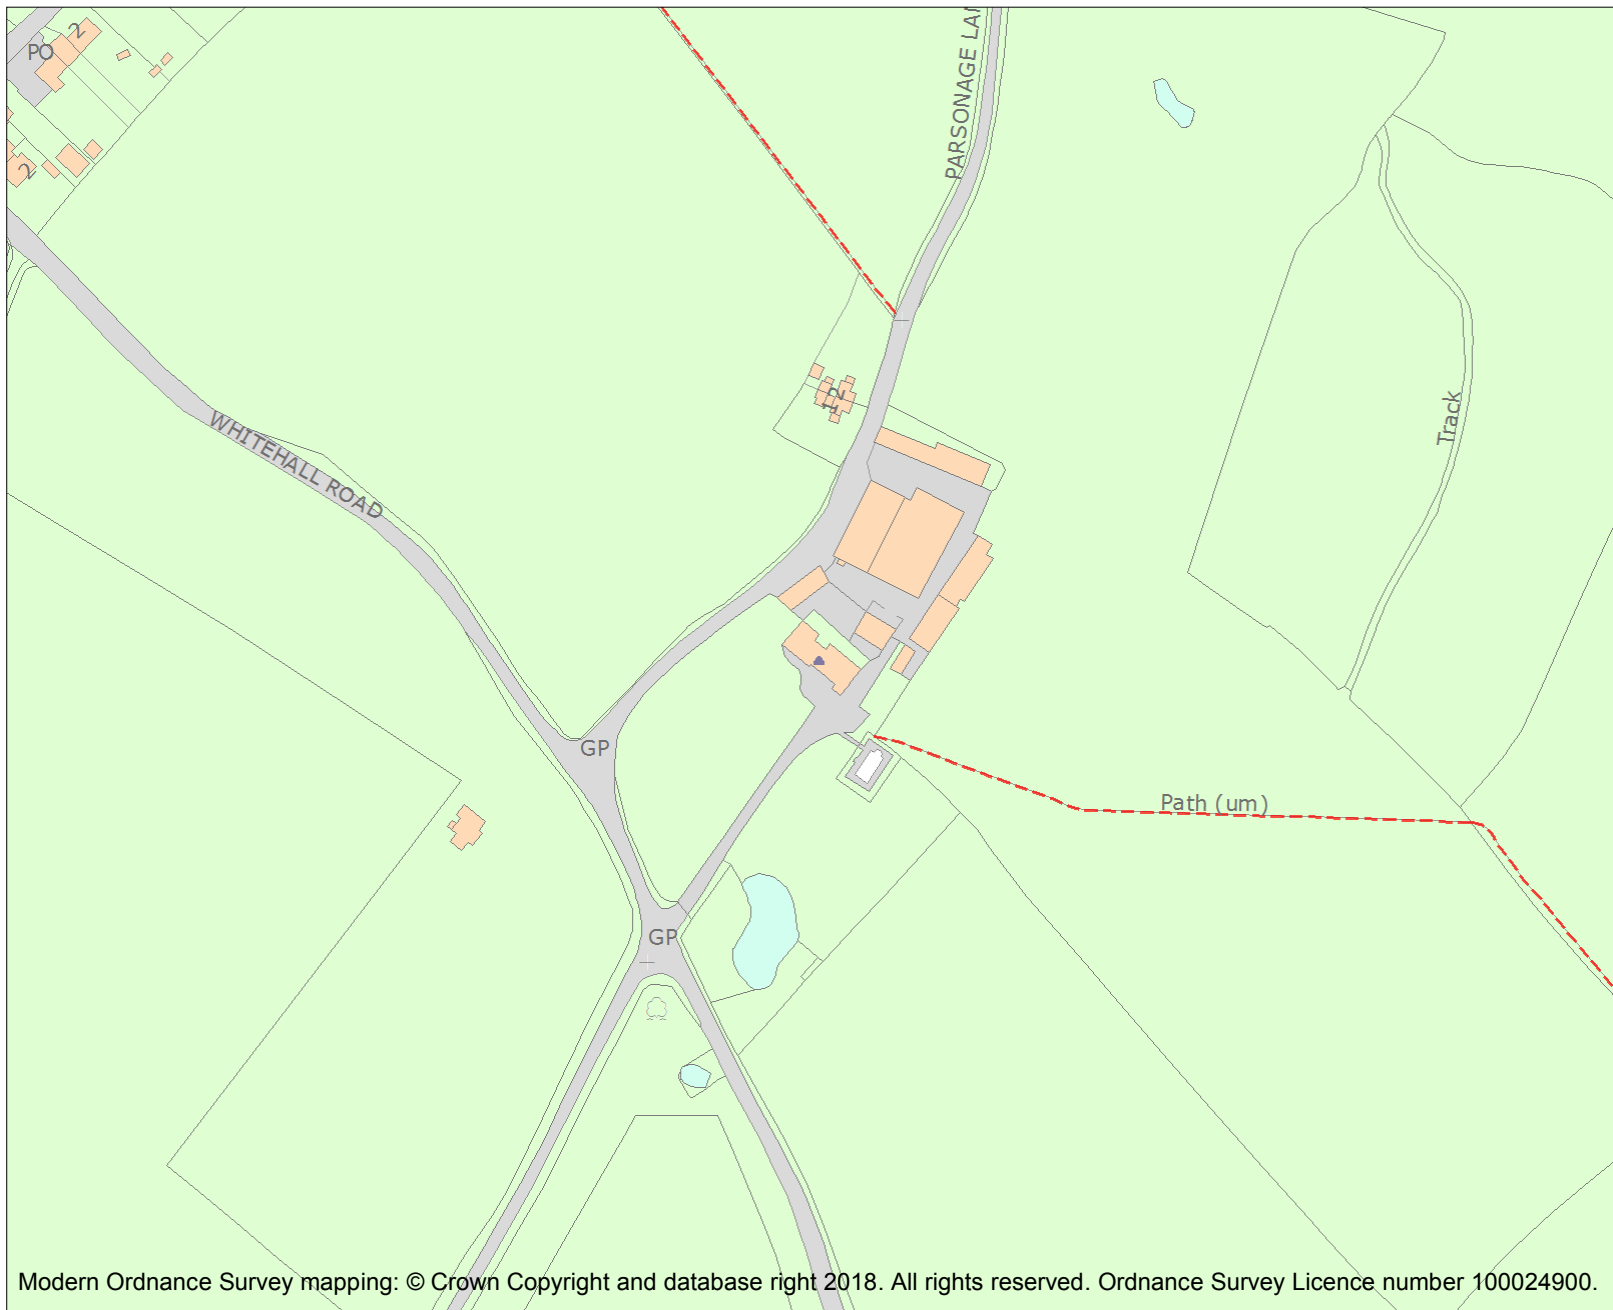 2
PO
PARSONAGE LA
2
12
Track
WHITEHALL ROAD
GP
Path (um)
GP
Modern Ordnance Survey mapping: © Crown Copyright and database right 2018. All rights reserved. Ordnance Survey Licence number 100024900.